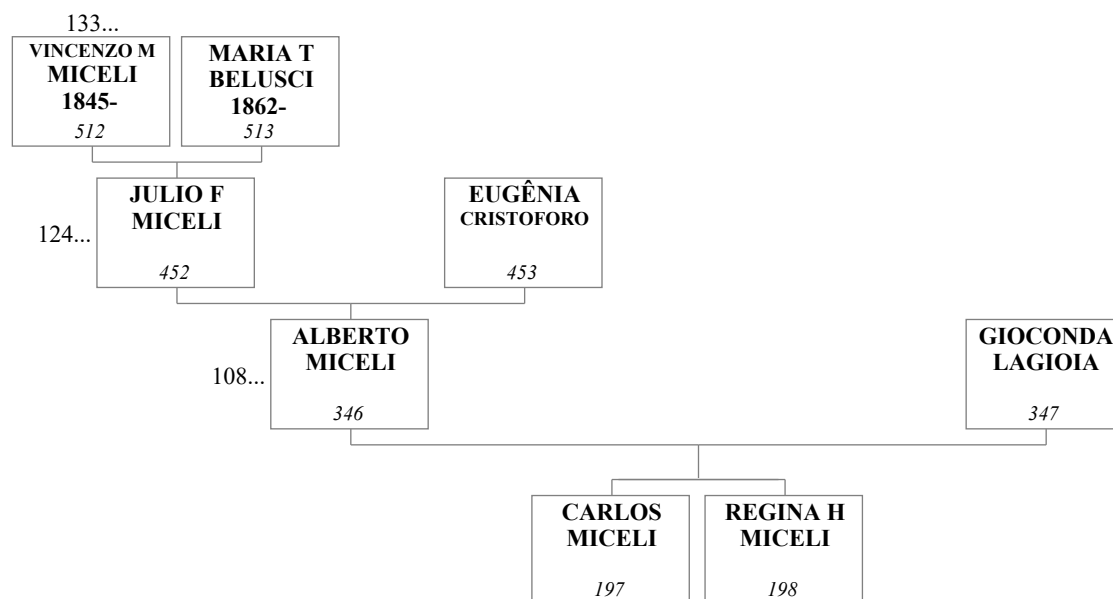 133...
VINCENZO M
MICELI
1845-
512
MARIA T
BELUSCI
1862-
513
124...
JULIO F
MICELI
452
EUGÊNIA
CRISTOFORO
453
108...
ALBERTO
MICELI
346
GIOCONDA
LAGIOIA
347
CARLOS
MICELI
197
REGINA H
MICELI
198